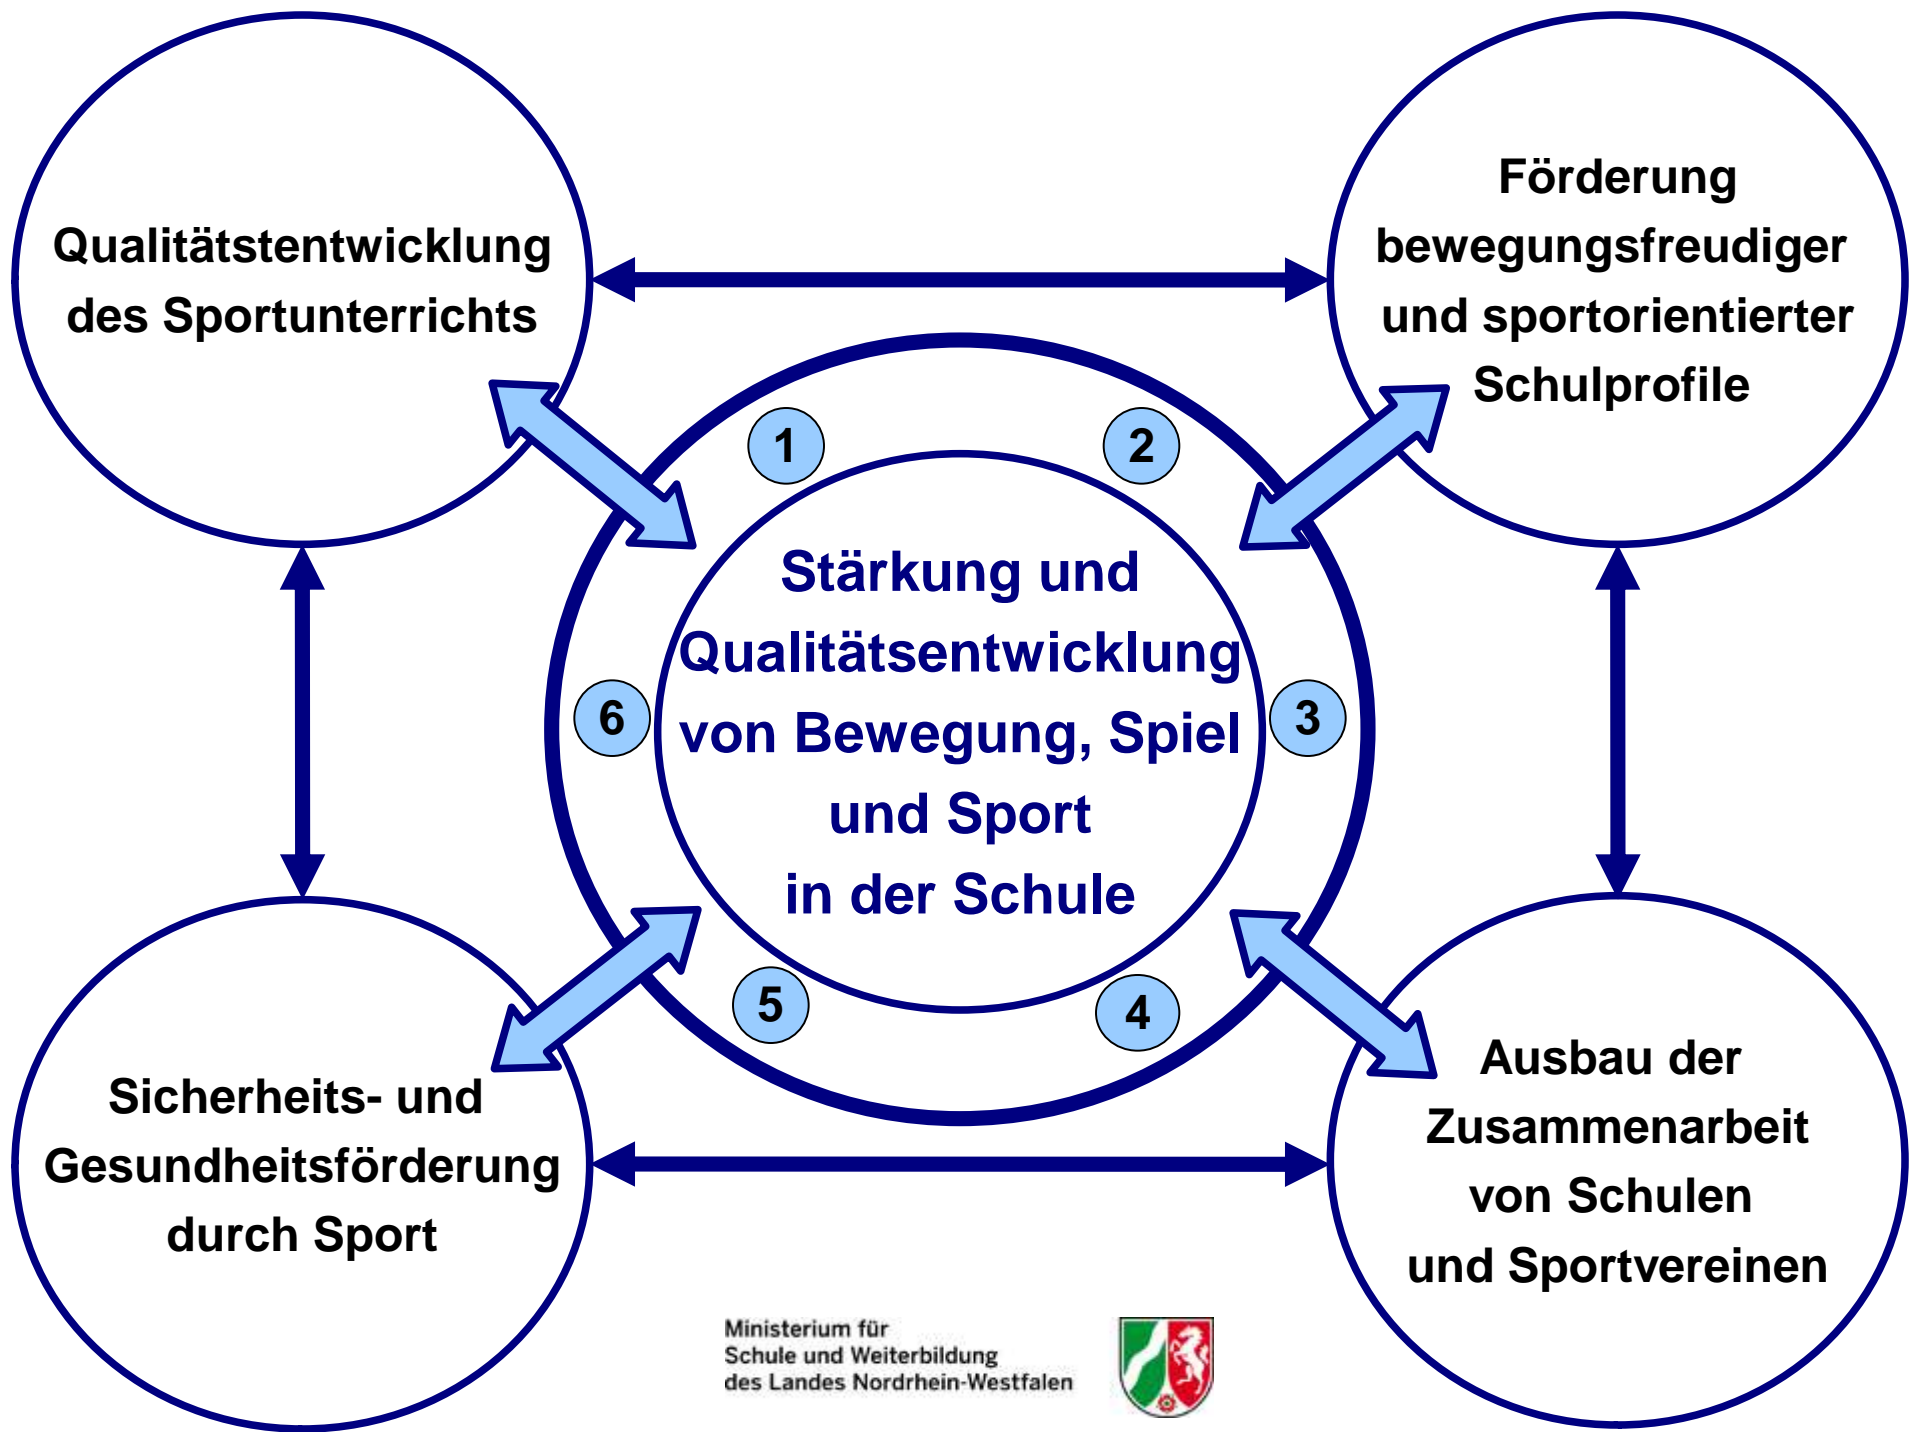 Qualitätstentwicklung
des Sportunterrichts
Förderung
bewegungsfreudiger
und sportorientierter
Schulprofile
1
2
Stärkung und
Qualitätsentwicklung
von Bewegung, Spiel
und Sport
in der Schule
6
3
5
4
Sicherheits- und
Gesundheitsförderung
durch Sport
Ausbau der
Zusammenarbeit
von Schulen
und Sportvereinen
Ministerium für
Schule und Weiterbildung
des Landes Nordrhein-Westfalen